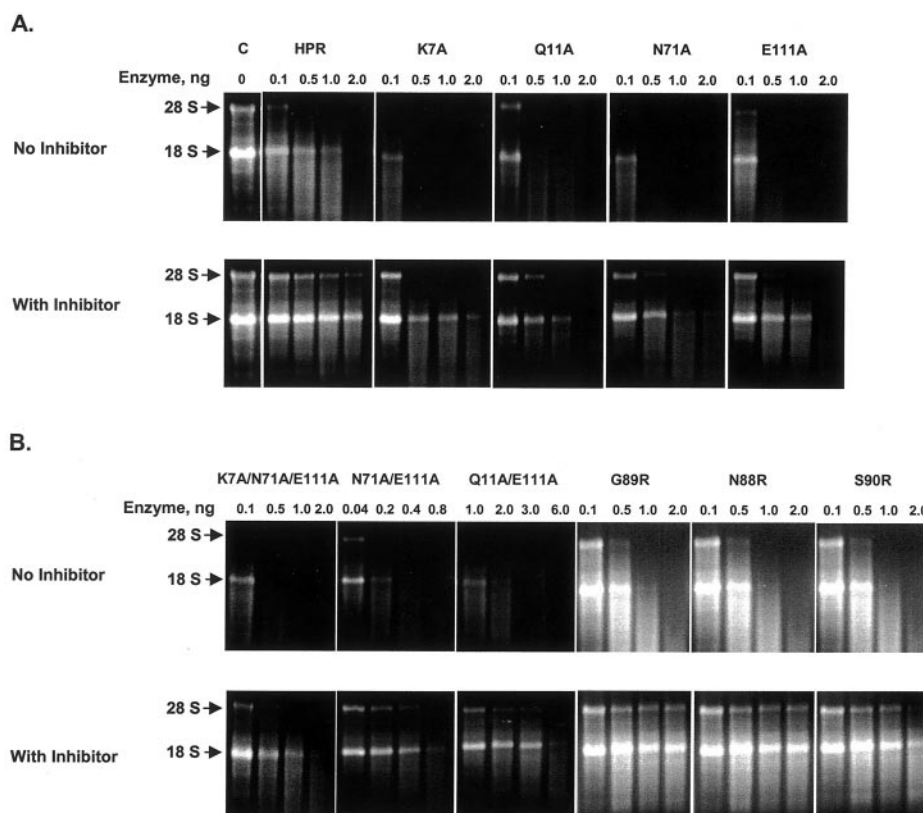 A.
C HPR K7A Q11A N71A E111A
Enzyme, ng 0 0.1 0.5 1.0 2.0 0.1 0.5 1.0 2.0 0.1 0.5 1.0 2.0 0.1 0.5 1.0 2.0 0.1 0.5 1.0 2.0
28 S
No Inhibitor
18 S
28 S
With Inhibitor
18 S
B.
K7A/N71A/E111A N71A/E111A Q11A/E111A G89R N88R S90R
Enzyme, ng 0.1 0.5 1.0 2.0 0.04 0.2 0.4 0.8 1.0 2.0 3.0 6.0 0.1 0.5 1.0 2.0 0.1 0.5 1.0 2.0 0.1 0.5 1.0 2.0
28 S
No Inhibitor
18 S
28 S
With Inhibitor
18 S